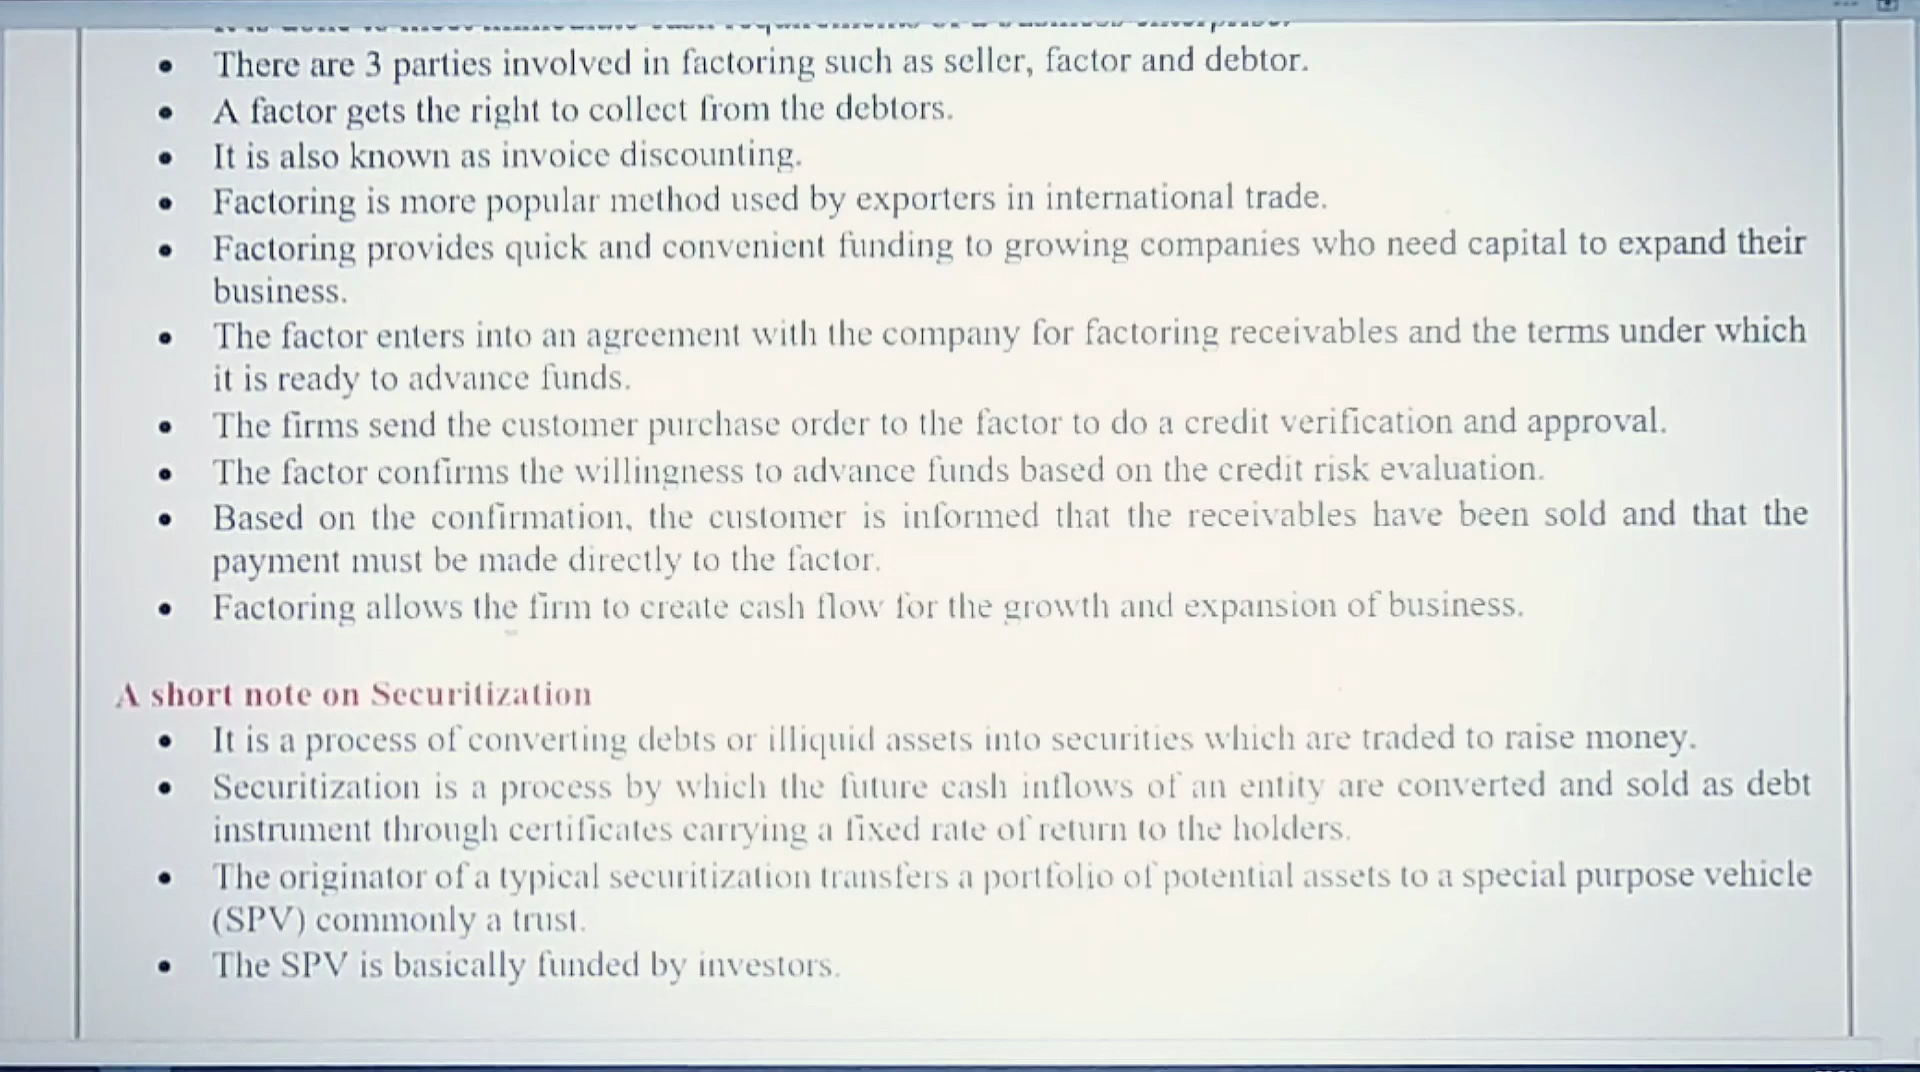 It is done to meet immediate cash requirements of a business enterprise.
• There are 3 parties involved in factoring such as seller, factor and debtor.
• A factor gets the right to collect from the debtors.
• It is also known as invoice discounting.
• Factoring is more popular method used by exporters in international trade.
• Factoring provides quick and convenient funding to growing companies who need capital to expand their
business.
• The factor enters into an agreement with the company for factoring receivables and the terms under which
it is ready to advance funds.
• The firms send the customer purchase order to the factor to do a credit verification and approval.
• The factor confirms the willingness to advance funds based on the credit risk evaluation.
• Based on the confirmation, the customer is informed that the receivables have been sold and that the
payment must be made directly to the factor.
• Factoring allows the firm to create cash flow for the growth and expansion of business.
A short note on Securitization
• It is a process of converting debts or illiquid assets into securities which are traded to raise money.
• Securitization is a process by which the future cash inflows of an entity are converted and sold as debt
instrument through certificates carrying a fixed rate of return to the holders.
• The originator of a typical securitization transfers a portfolio of potential assets to a special purpose vehicle
(SPV) commonly a trust.
• The SPV is basically funded by investors.